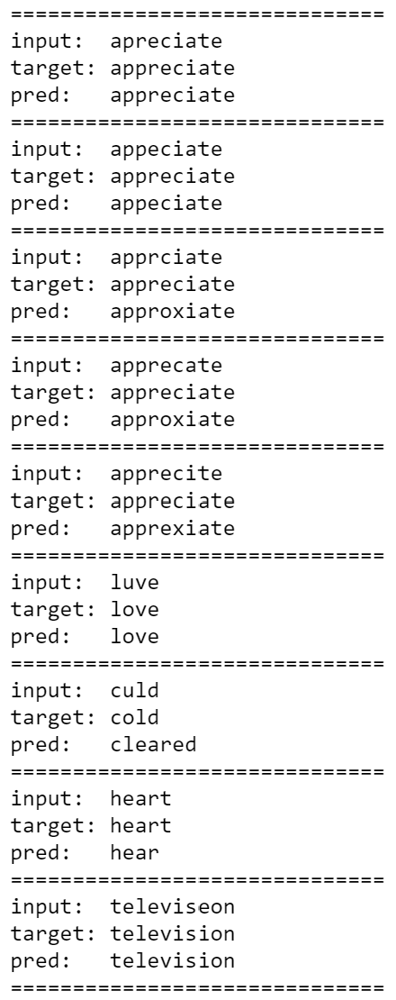 ==============================
input:  apreciate
target: appreciate
pred:   appreciate
==============================
input:  appeciate
target: appreciate
pred:   appeciate
==============================
input:  apprciate
target: appreciate
pred:   approxiate
==============================
input:  apprecate
target: appreciate
pred:   approxiate
==============================
input:  apprecite
target: appreciate
pred:   apprexiate
==============================
input:  luve
target: love
pred:   love
==============================
input:  culd
target: cold
pred:   cleared
==============================
input:  heart
target: heart
pred:   hear
==============================
input:  televiseon
target: television
pred:   television
==============================